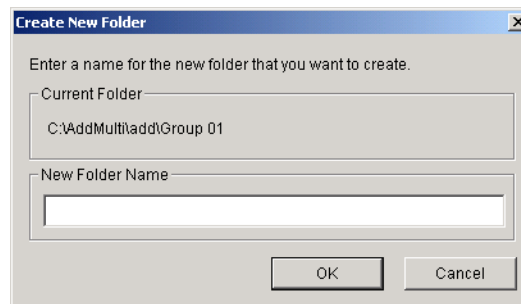 Create New Folder
Enter a name for the new folder that you want to create.
Current Folder
C:\AddMulti\add\Group 01
New Folder Name
OK
Cancel